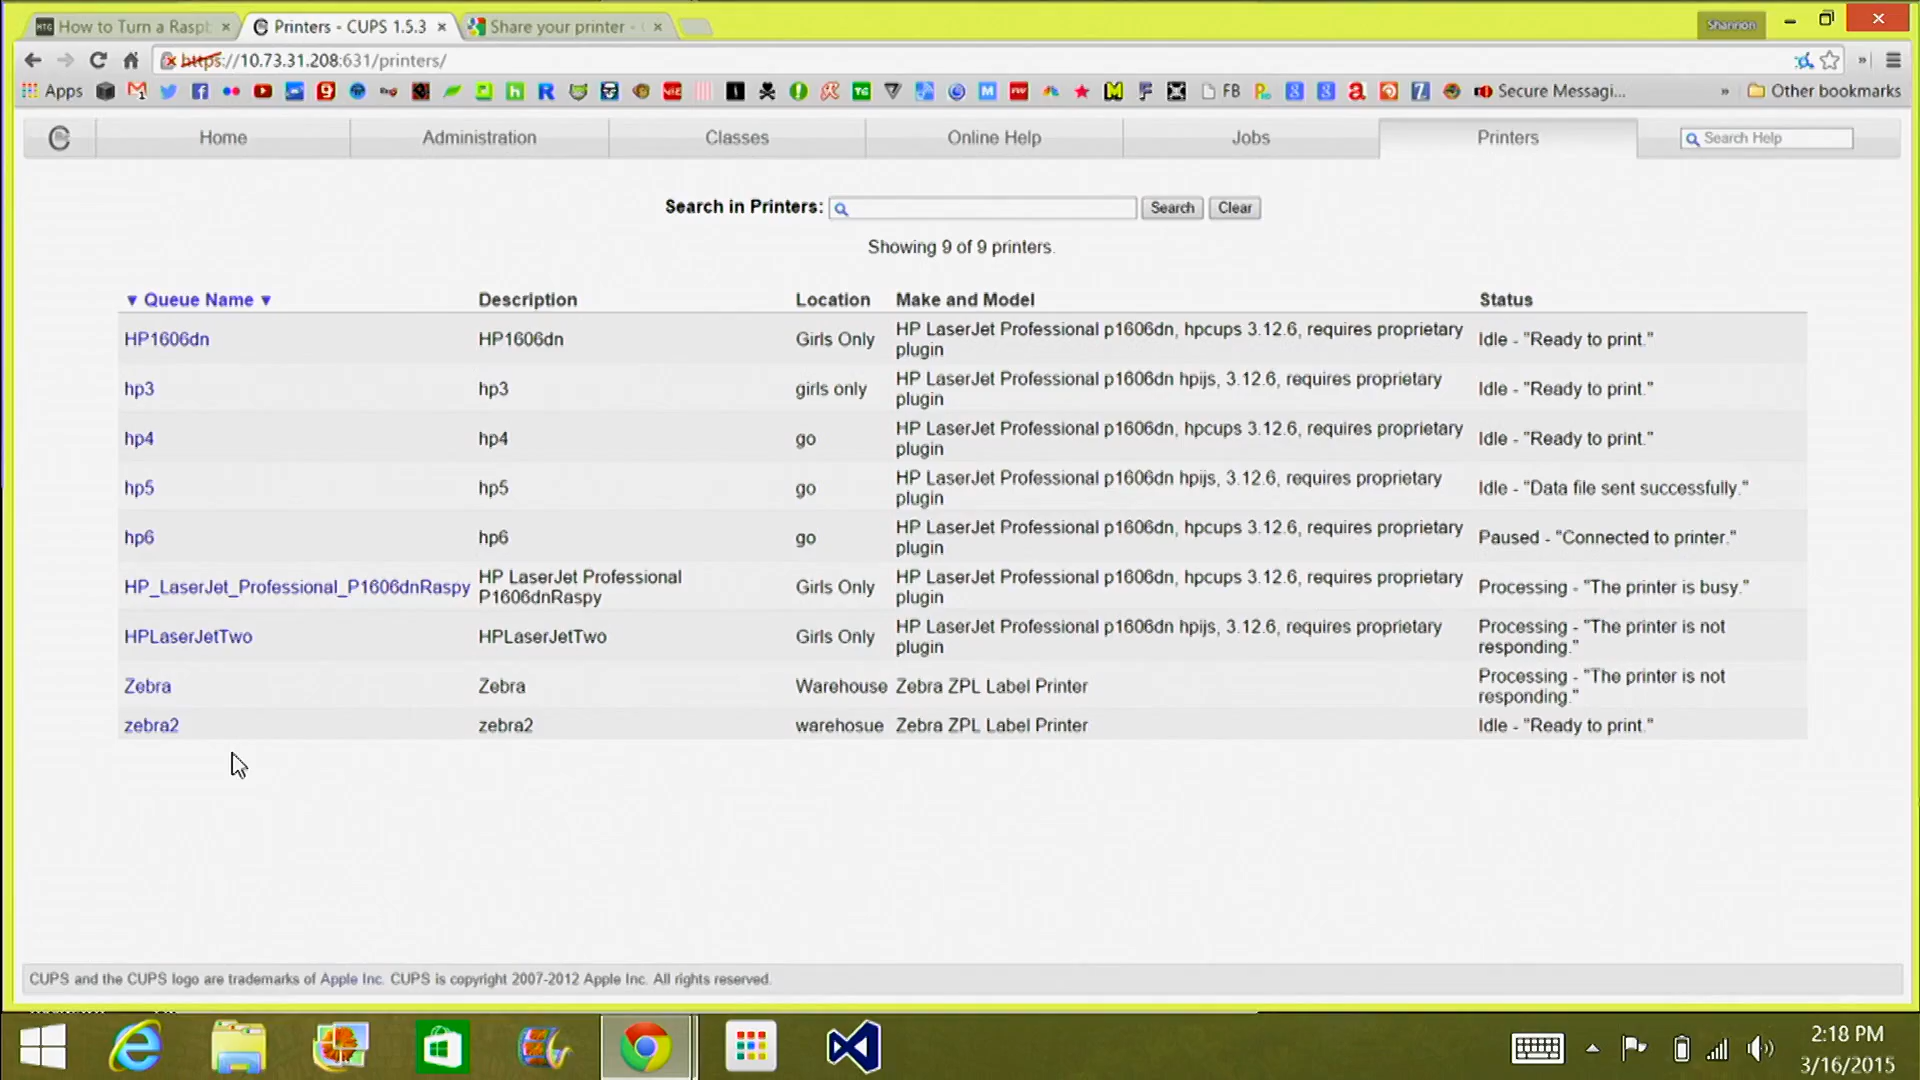 How to Turn a Raspb × Printers - CUPS 1.5.3 × Share your printer - × Shannon
https://10.73.31.208:631/printers/
Apps FB Secure Messagi... » Other bookmarks
Home Administration Classes Online Help Jobs Printers Search Help
Search in Printers: Search Clear
Showing 9 of 9 printers.
▼ Queue Name ▼ Description Location Make and Model Status
HP1606dn HP1606dn Girls Only HP LaserJet Professional p1606dn, hpcups 3.12.6, requires proprietary plugin Idle - "Ready to print."
hp3 hp3 girls only HP LaserJet Professional p1606dn hpijs, 3.12.6, requires proprietary plugin Idle - "Ready to print."
hp4 hp4 go HP LaserJet Professional p1606dn, hpcups 3.12.6, requires proprietary plugin Idle - "Ready to print."
hp5 hp5 go HP LaserJet Professional p1606dn hpijs, 3.12.6, requires proprietary plugin Idle - "Data file sent successfully."
hp6 hp6 go HP LaserJet Professional p1606dn, hpcups 3.12.6, requires proprietary plugin Paused - "Connected to printer."
HP_LaserJet_Professional_P1606dnRaspy HP LaserJet Professional P1606dnRaspy Girls Only HP LaserJet Professional p1606dn, hpcups 3.12.6, requires proprietary plugin Processing - "The printer is busy."
HPLaserJetTwo HPLaserJetTwo Girls Only HP LaserJet Professional p1606dn hpijs, 3.12.6, requires proprietary plugin Processing - "The printer is not responding."
Zebra Zebra Warehouse Zebra ZPL Label Printer Processing - "The printer is not responding."
zebra2 zebra2 warehosue Zebra ZPL Label Printer Idle - "Ready to print."
CUPS and the CUPS logo are trademarks of Apple Inc. CUPS is copyright 2007-2012 Apple Inc. All rights reserved.
2:18 PM
3/16/2015